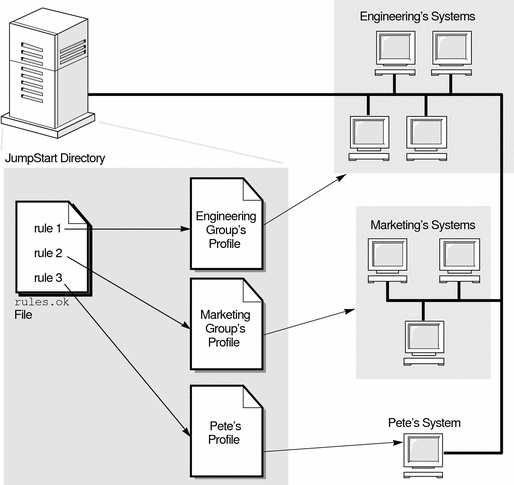 Engineering's Systems
JumpStart Directory
rule 1
rule 2
rule 3
rules.ok
File
Engineering
Group's
Profile
Marketing
Group's
Profile
Pete's
Profile
Marketing's Systems
Pete's System